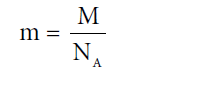 m = M / N_A